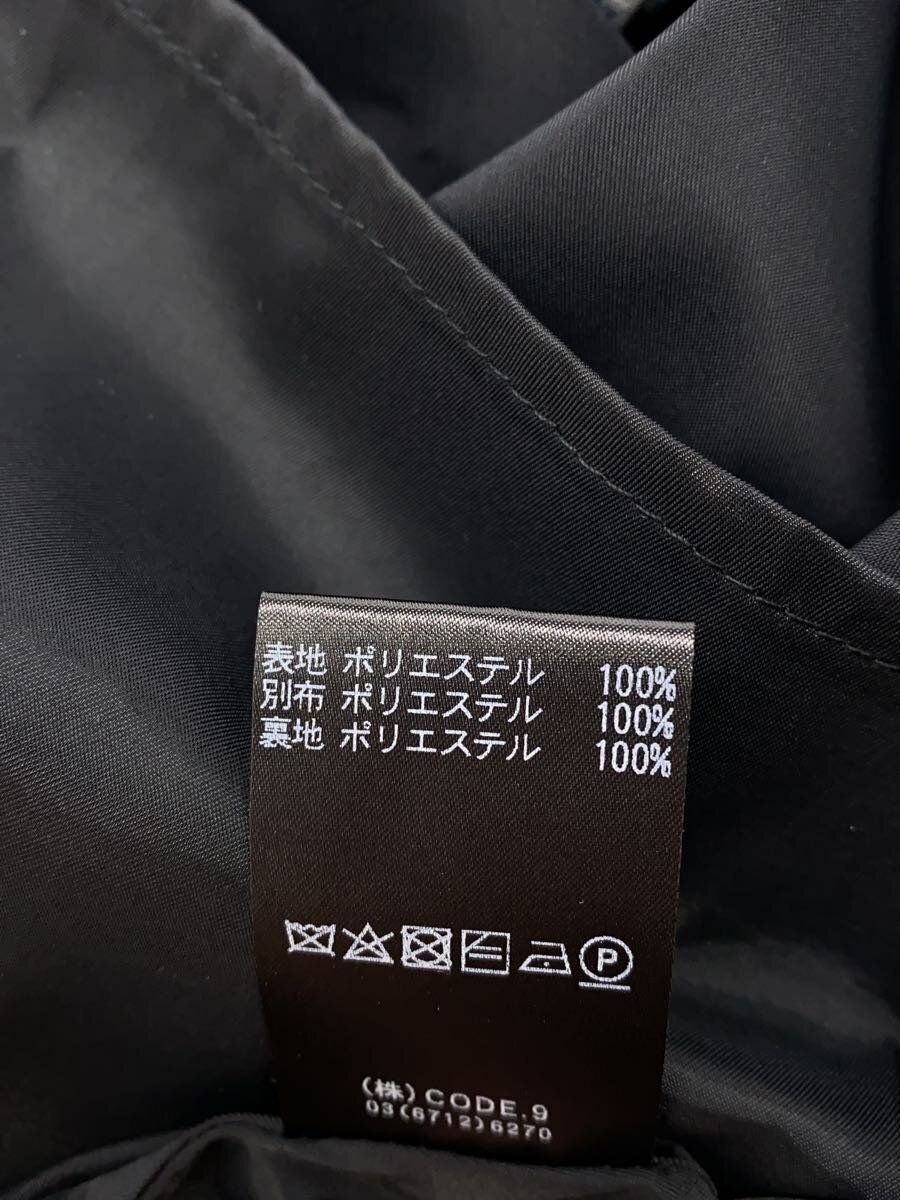 表地 ポリエステル 100%
別布 ポリエステル 100%
裏地 ポリエステル 100%
P
(株)CODE.9
03(6712)6270